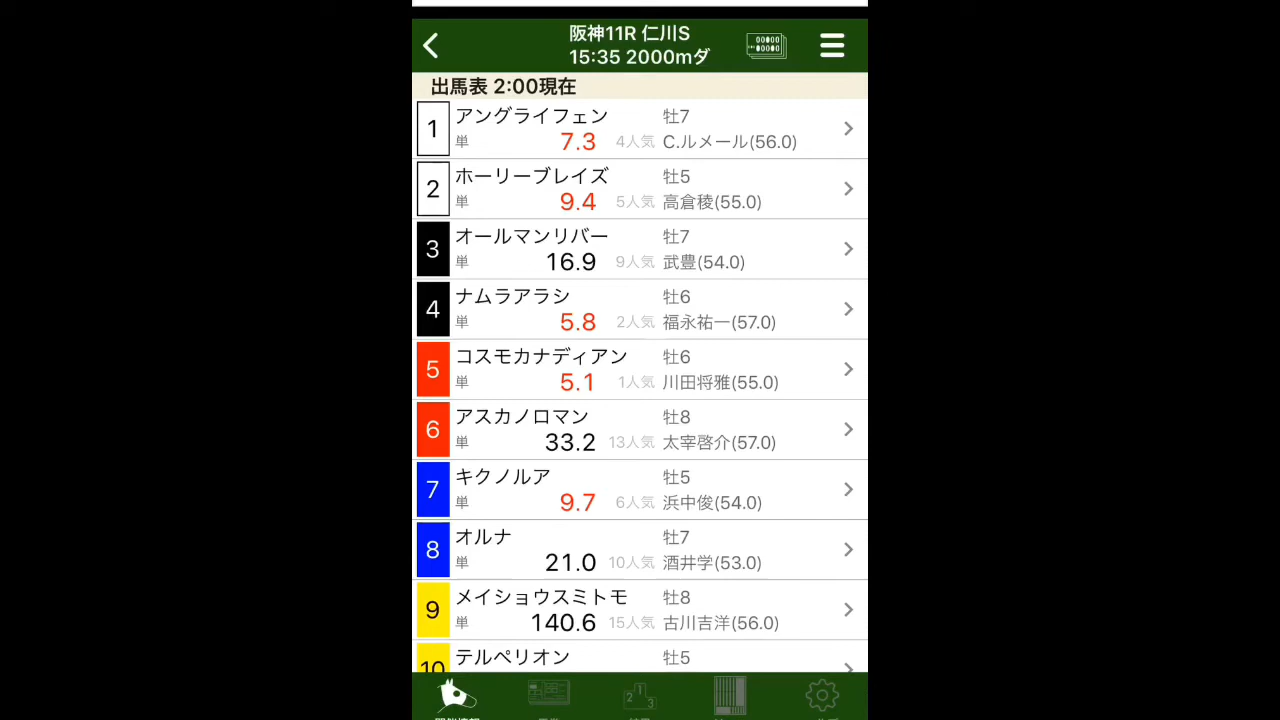 阪神11R 仁川S
15:35 2000mダ
出馬表 2:00現在
1 アングライフェン 牡7
単 7.3 4人気 C.ルメール(56.0)
2 ホーリーブレイズ 牡5
単 9.4 5人気 高倉稜(55.0)
3 オールマンリバー 牡7
単 16.9 9人気 武豊(54.0)
4 ナムラアラシ 牡6
単 5.8 2人気 福永祐一(57.0)
5 コスモカナディアン 牡6
単 5.1 1人気 川田将雅(55.0)
6 アスカノロマン 牡8
単 33.2 13人気 太宰啓介(57.0)
7 キクノルア 牡5
単 9.7 6人気 浜中俊(54.0)
8 オルナ 牡7
単 21.0 10人気 酒井学(53.0)
9 メイショウスミトモ 牡8
単 140.6 15人気 古川吉洋(56.0)
10 テルペリオン 牡5